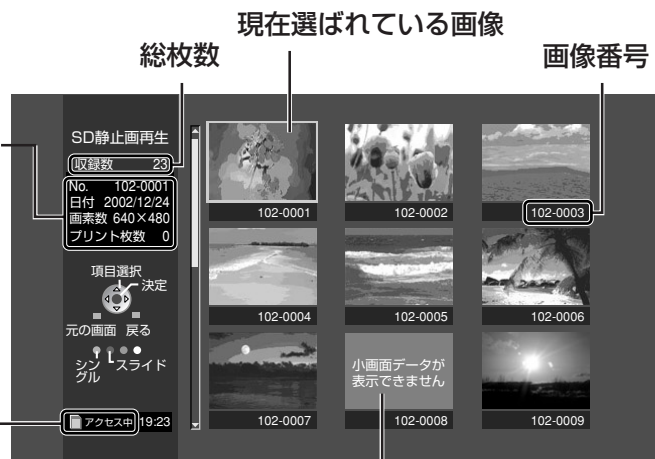 現在選ばれている画像
総枚数
画像番号
SD静止画再生
収録数 23
No. 102-0001
日付 2002/12/24
画素数 640×480
プリント枚数 0
項目選択
決定
元の画面 戻る
シングル
スライド
アクセス中 19:23
102-0001
102-0002
102-0003
102-0004
102-0005
102-0006
小画面データが
表示できません
102-0007
102-0008
102-0009